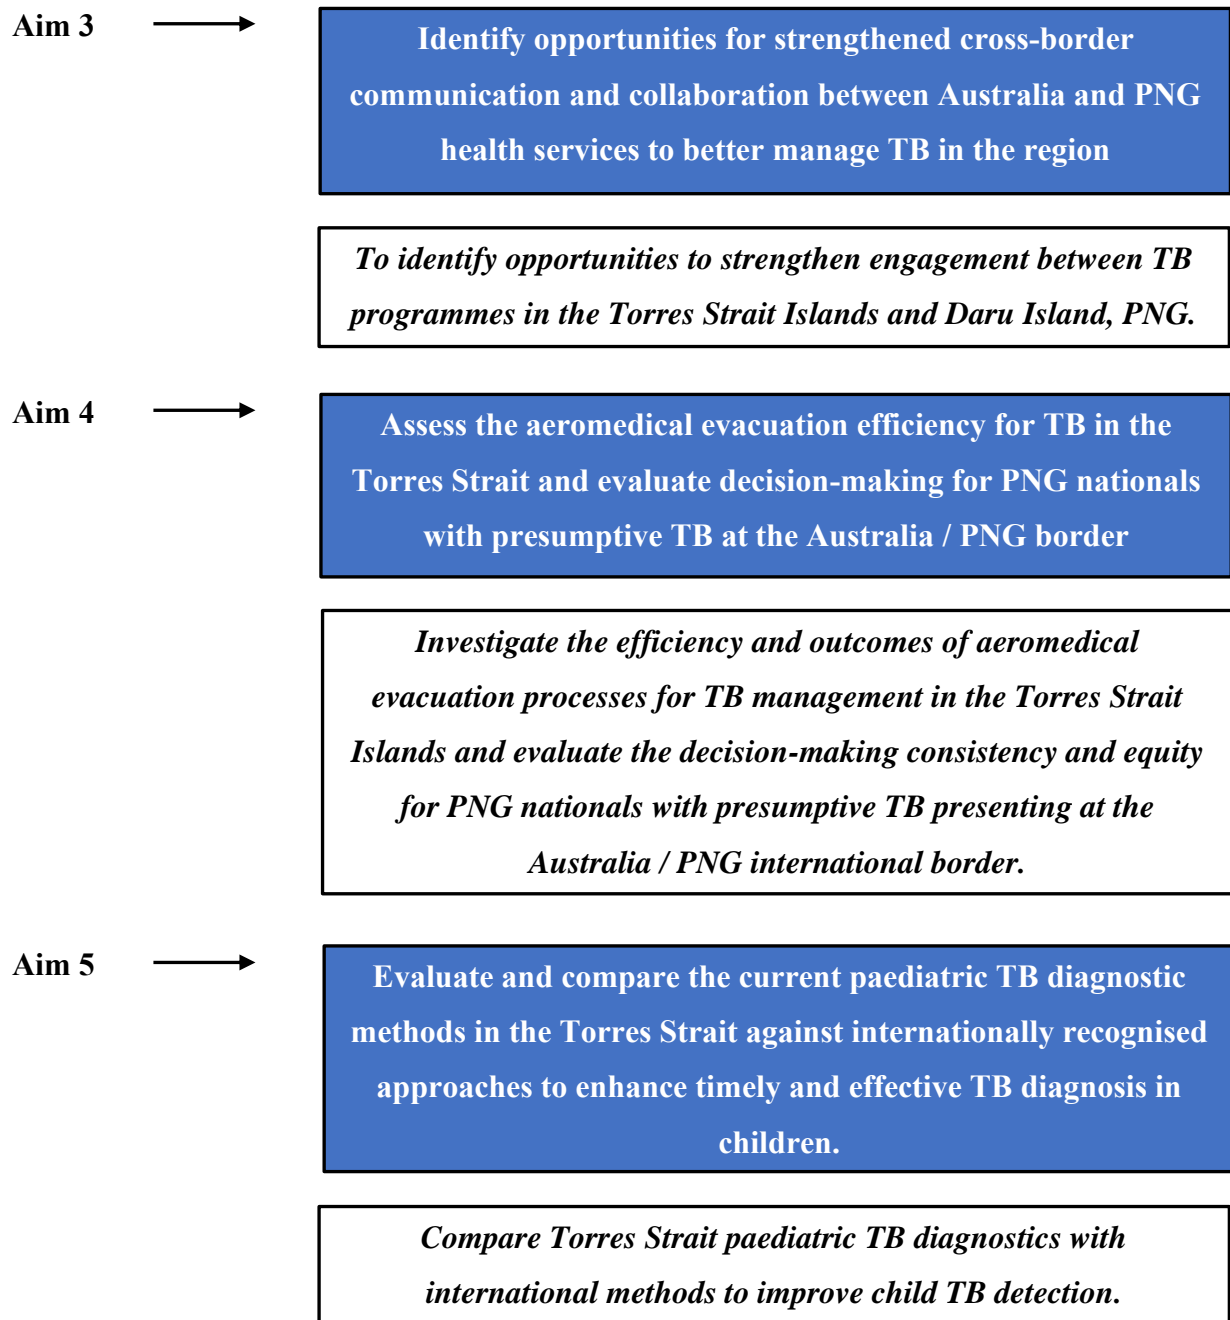 Aim 3
Identify opportunities for strengthened cross-border
communication and collaboration between Australia and PNG
health services to better manage TB in the region
To identify opportunities to strengthen engagement between TB
programmes in the Torres Strait Islands and Daru Island, PNG.
Aim 4
Assess the aeromedical evacuation efficiency for TB in the
Torres Strait and evaluate decision-making for PNG nationals
with presumptive TB at the Australia / PNG border
Investigate the efficiency and outcomes of aeromedical
evacuation processes for TB management in the Torres Strait
Islands and evaluate the decision-making consistency and equity
for PNG nationals with presumptive TB presenting at the
Australia / PNG international border.
Aim 5
Evaluate and compare the current paediatric TB diagnostic
methods in the Torres Strait against internationally recognised
approaches to enhance timely and effective TB diagnosis in
children.
Compare Torres Strait paediatric TB diagnostics with
international methods to improve child TB detection.